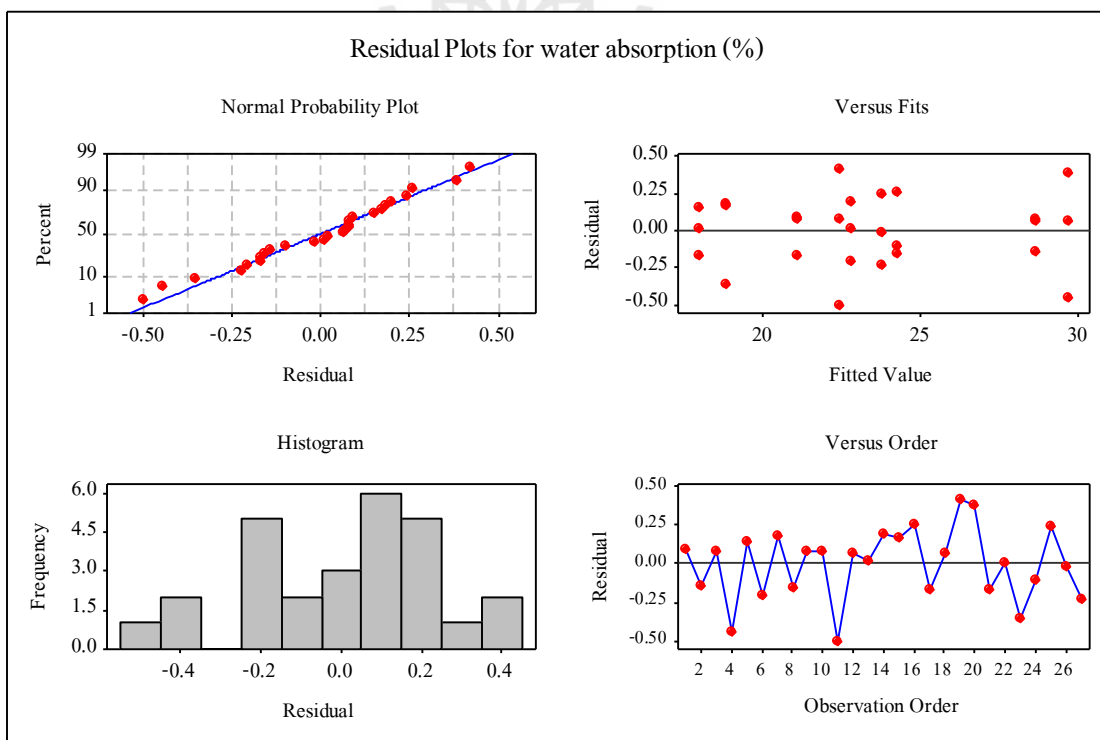 Residual Plots for water absorption (%)
Normal Probability Plot
99
90
50
10
1
Percent
-0.50 -0.25 0.00 0.25 0.50
Residual
Versus Fits
0.50
0.25
0.00
-0.25
-0.50
Residual
20 25 30
Fitted Value
Histogram
6.0
4.5
3.0
1.5
0.0
Frequency
-0.4 -0.2 0.0 0.2 0.4
Residual
Versus Order
0.50
0.25
0.00
-0.25
-0.50
Residual
2 4 6 8 10 12 14 16 18 20 22 24 26
Observation Order